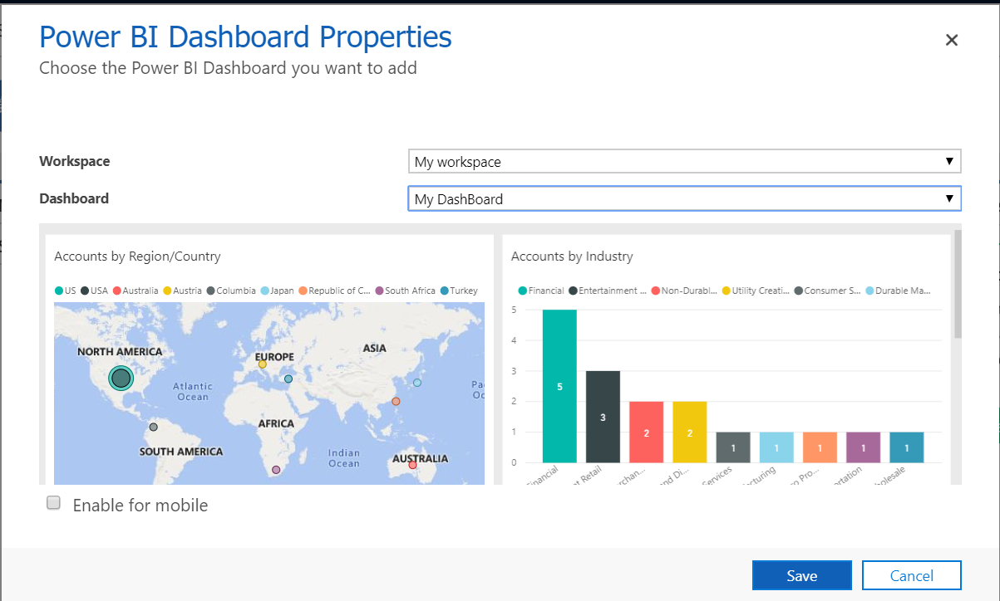 Power BI Dashboard Properties
Choose the Power BI Dashboard you want to add
Workspace
My workspace
Dashboard
My DashBoard
Accounts by Region/Country
US USA Australia Austria Columbia Japan Republic of C... South Africa Turkey
NORTH AMERICA
EUROPE
ASIA
Atlantic
Ocean
Pa
Oc
AFRICA
SOUTH AMERICA
Indian
Ocean
AUSTRALIA
Accounts by Industry
Financial Entertainment ... Non-Durabl... Utility Creati... Consumer S... Durable Ma...
5
4
3
2
1
0
5
3
2
2
1
1
1
1
1
inancial
t Retail
rchan...
nd Di...
Services
cturing
o Pro...
ortation
olesale
Enable for mobile
Save
Cancel